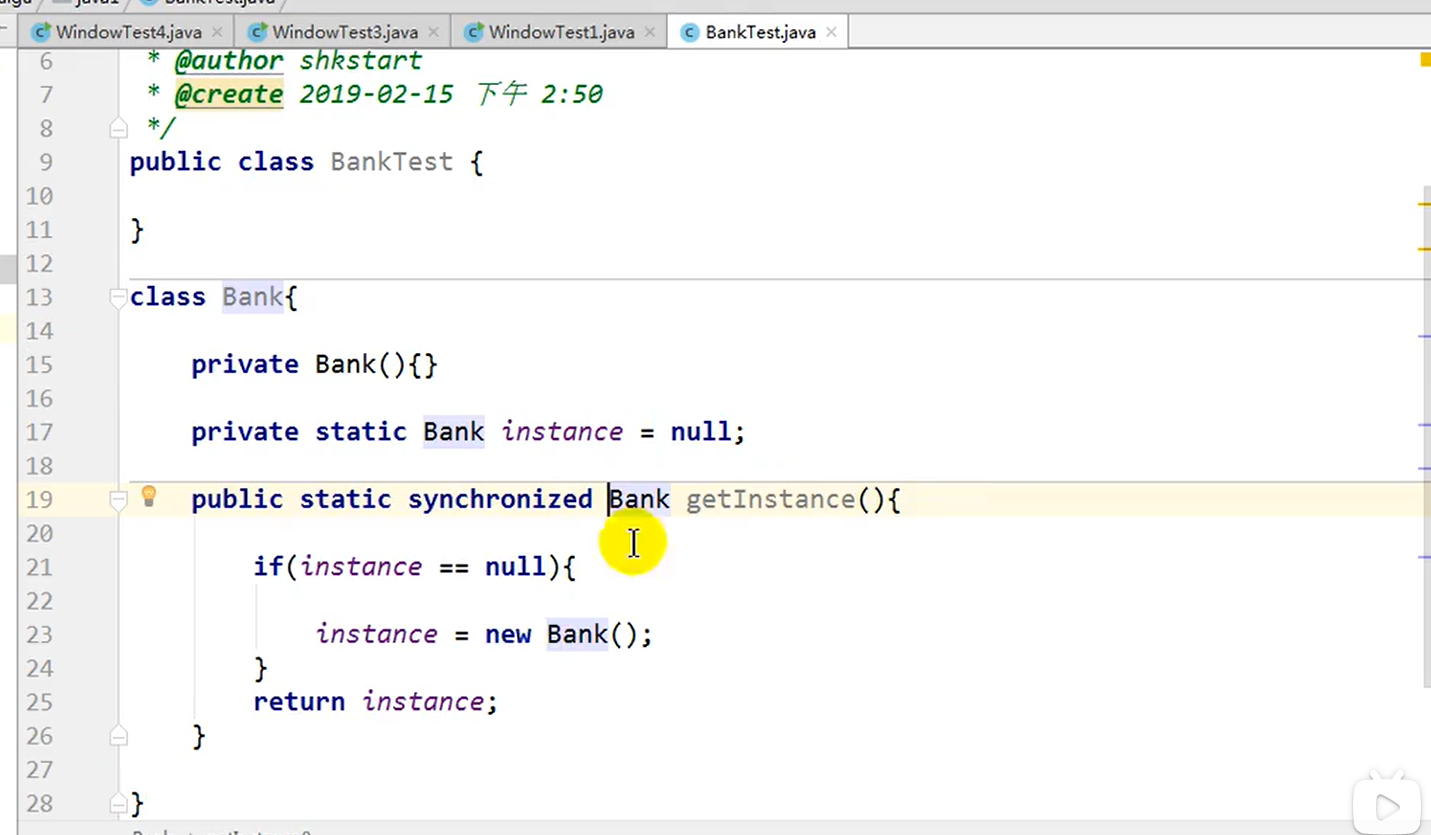 java1 BankTest.java
WindowTest4.java WindowTest3.java WindowTest1.java BankTest.java
6 * @author shkstart
7 * @create 2019-02-15 下午 2:50
8 */
9 public class BankTest {
10
11 }
12
13 class Bank{
14
15 private Bank(){}
16
17 private static Bank instance = null;
18
19 public static synchronized Bank getInstance(){
20
21 if(instance == null){
22
23 instance = new Bank();
24 }
25 return instance;
26 }
27
28 }